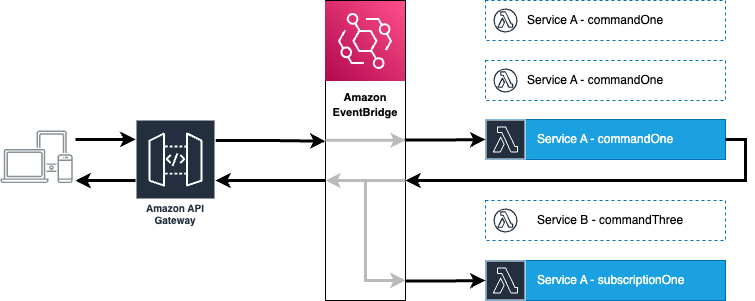 Service A - commandOne
Service A - commandOne
Amazon
EventBridge
Service A - commandOne
Amazon API
Gateway
Service B - commandThree
Service A - subscriptionOne